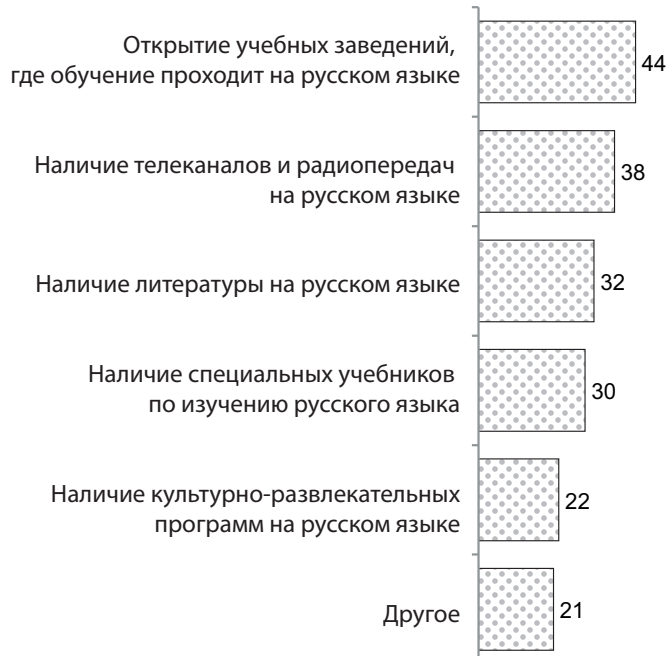 Открытие учебных заведений,
где обучение проходит на русском языке
44
Наличие телеканалов и радиопередач
на русском языке
38
Наличие литературы на русском языке
32
Наличие специальных учебников
по изучению русского языка
30
Наличие культурно-развлекательных
программ на русском языке
22
Другое
21